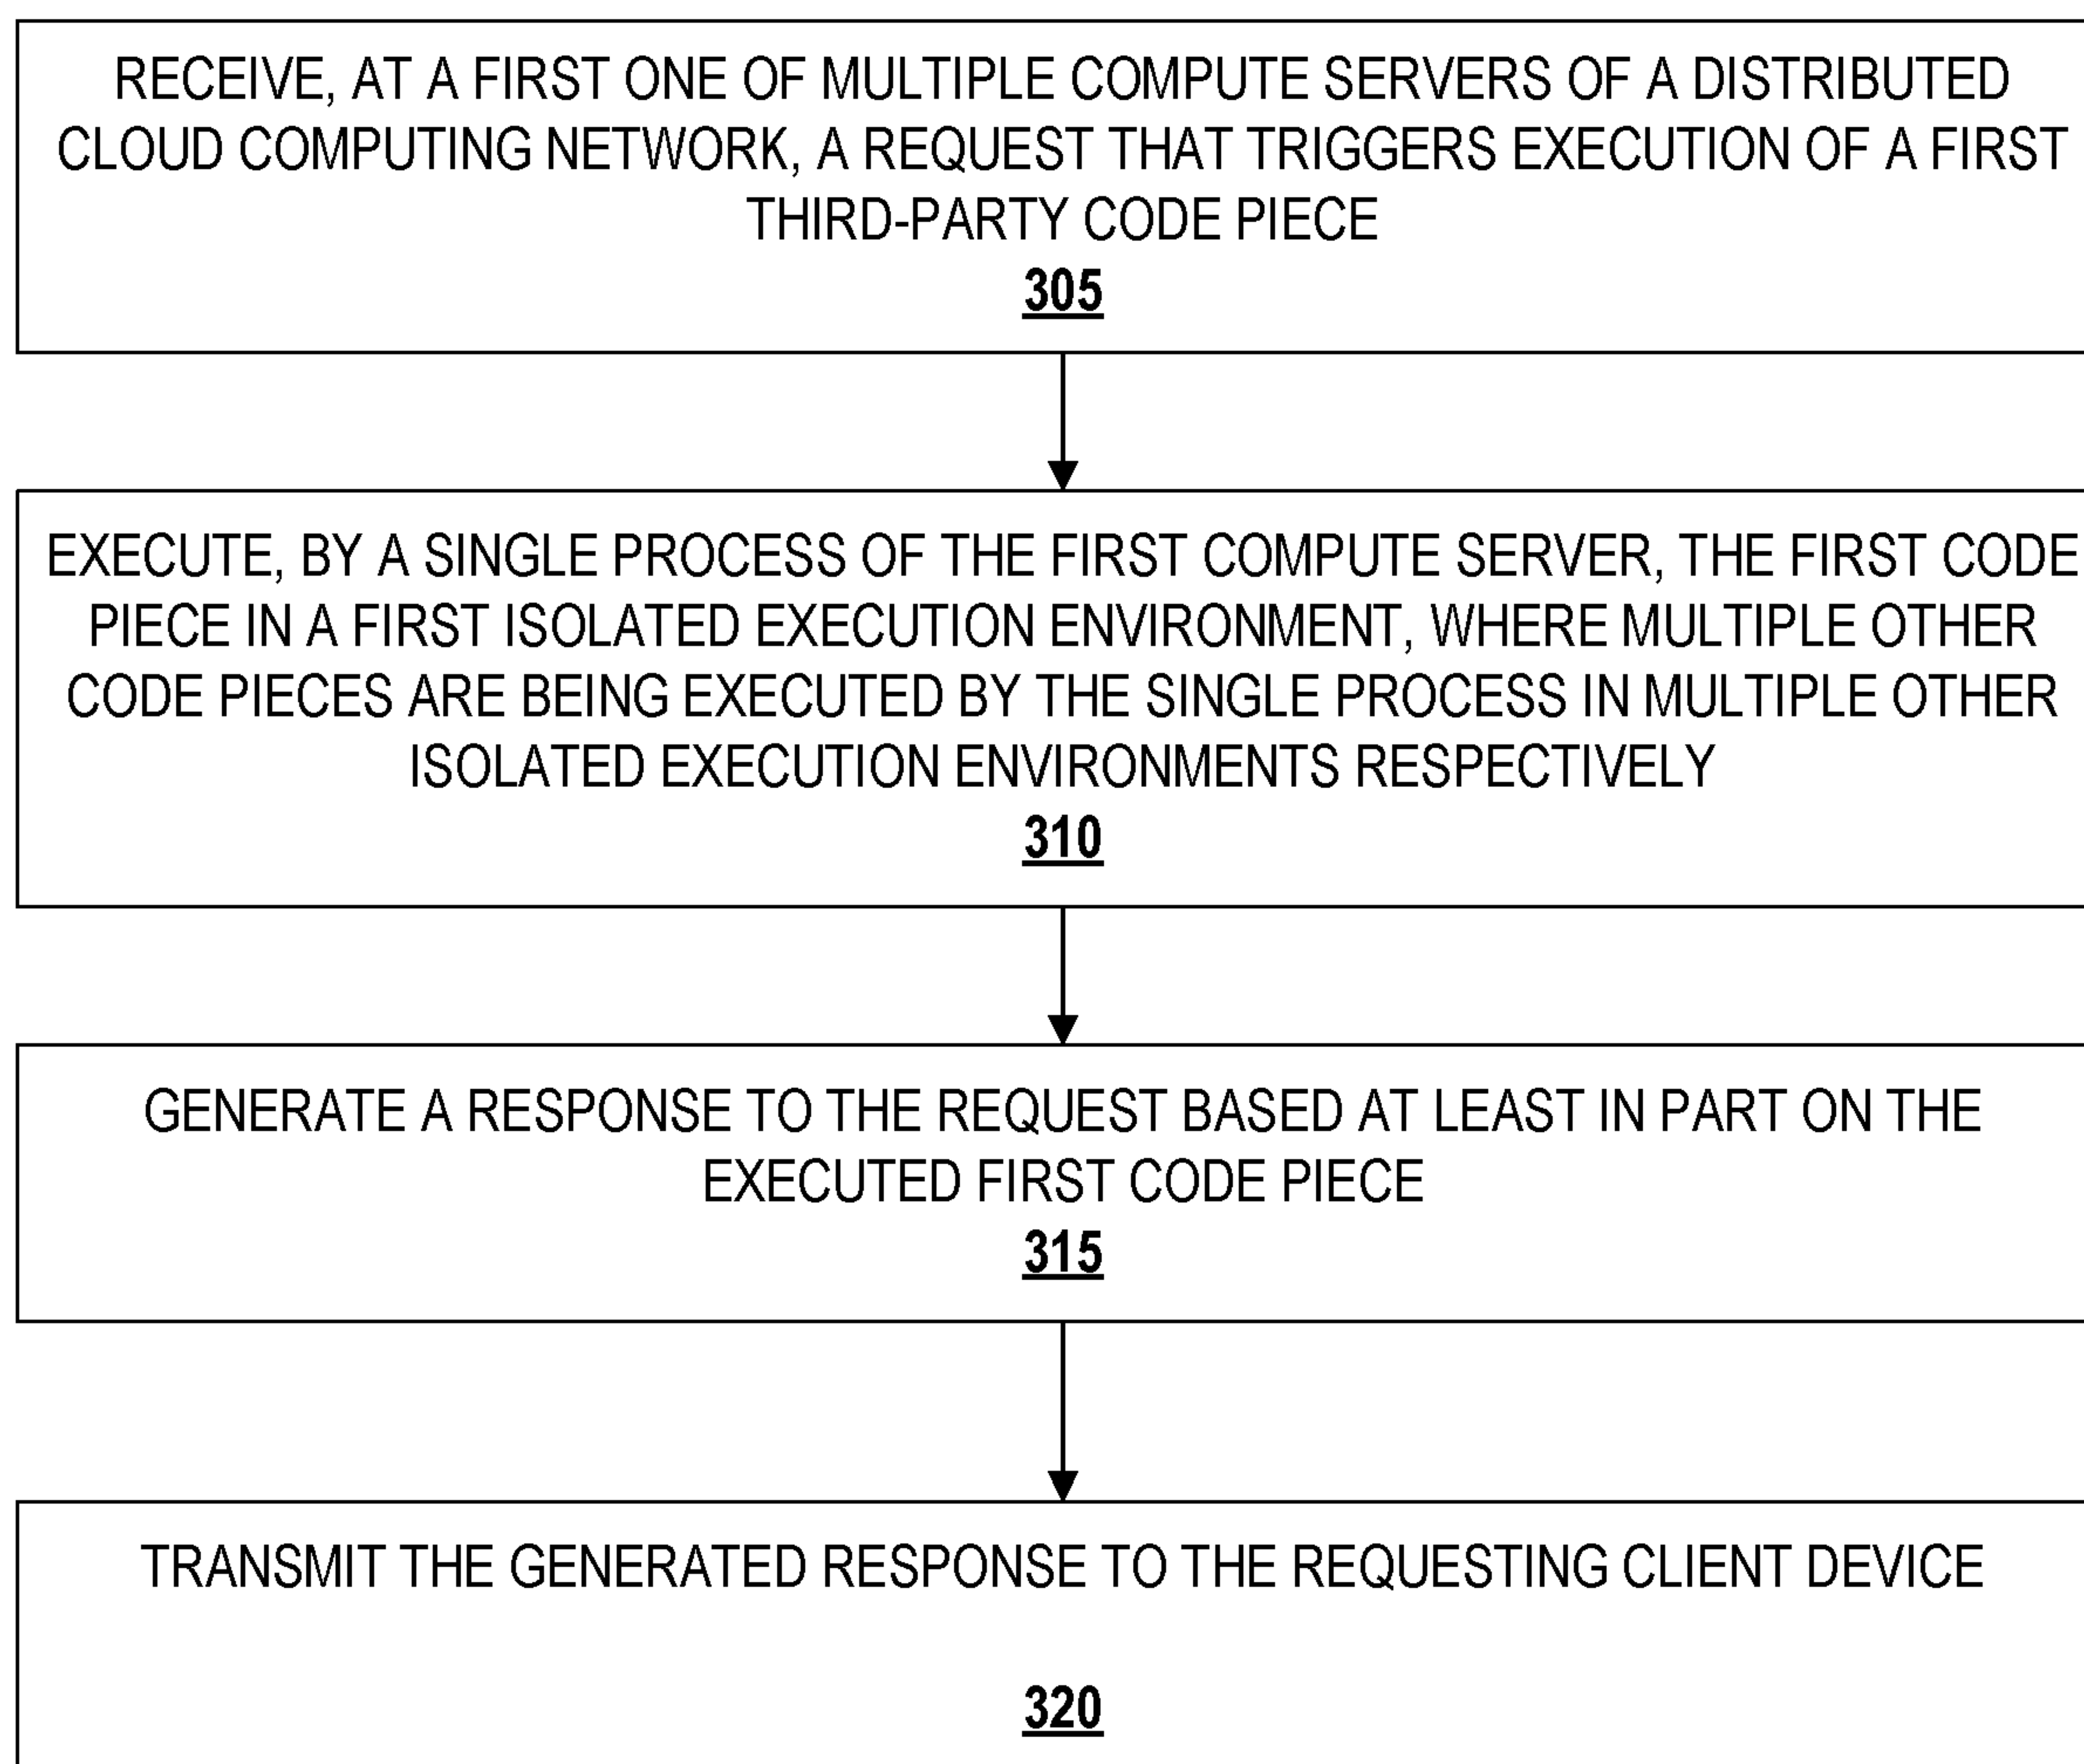 RECEIVE, AT A FIRST ONE OF MULTIPLE COMPUTE SERVERS OF A DISTRIBUTED
CLOUD COMPUTING NETWORK, A REQUEST THAT TRIGGERS EXECUTION OF A FIRST
THIRD-PARTY CODE PIECE
305
EXECUTE, BY A SINGLE PROCESS OF THE FIRST COMPUTE SERVER, THE FIRST CODE
PIECE IN A FIRST ISOLATED EXECUTION ENVIRONMENT, WHERE MULTIPLE OTHER
CODE PIECES ARE BEING EXECUTED BY THE SINGLE PROCESS IN MULTIPLE OTHER
ISOLATED EXECUTION ENVIRONMENTS RESPECTIVELY
310
GENERATE A RESPONSE TO THE REQUEST BASED AT LEAST IN PART ON THE
EXECUTED FIRST CODE PIECE
315
TRANSMIT THE GENERATED RESPONSE TO THE REQUESTING CLIENT DEVICE
320